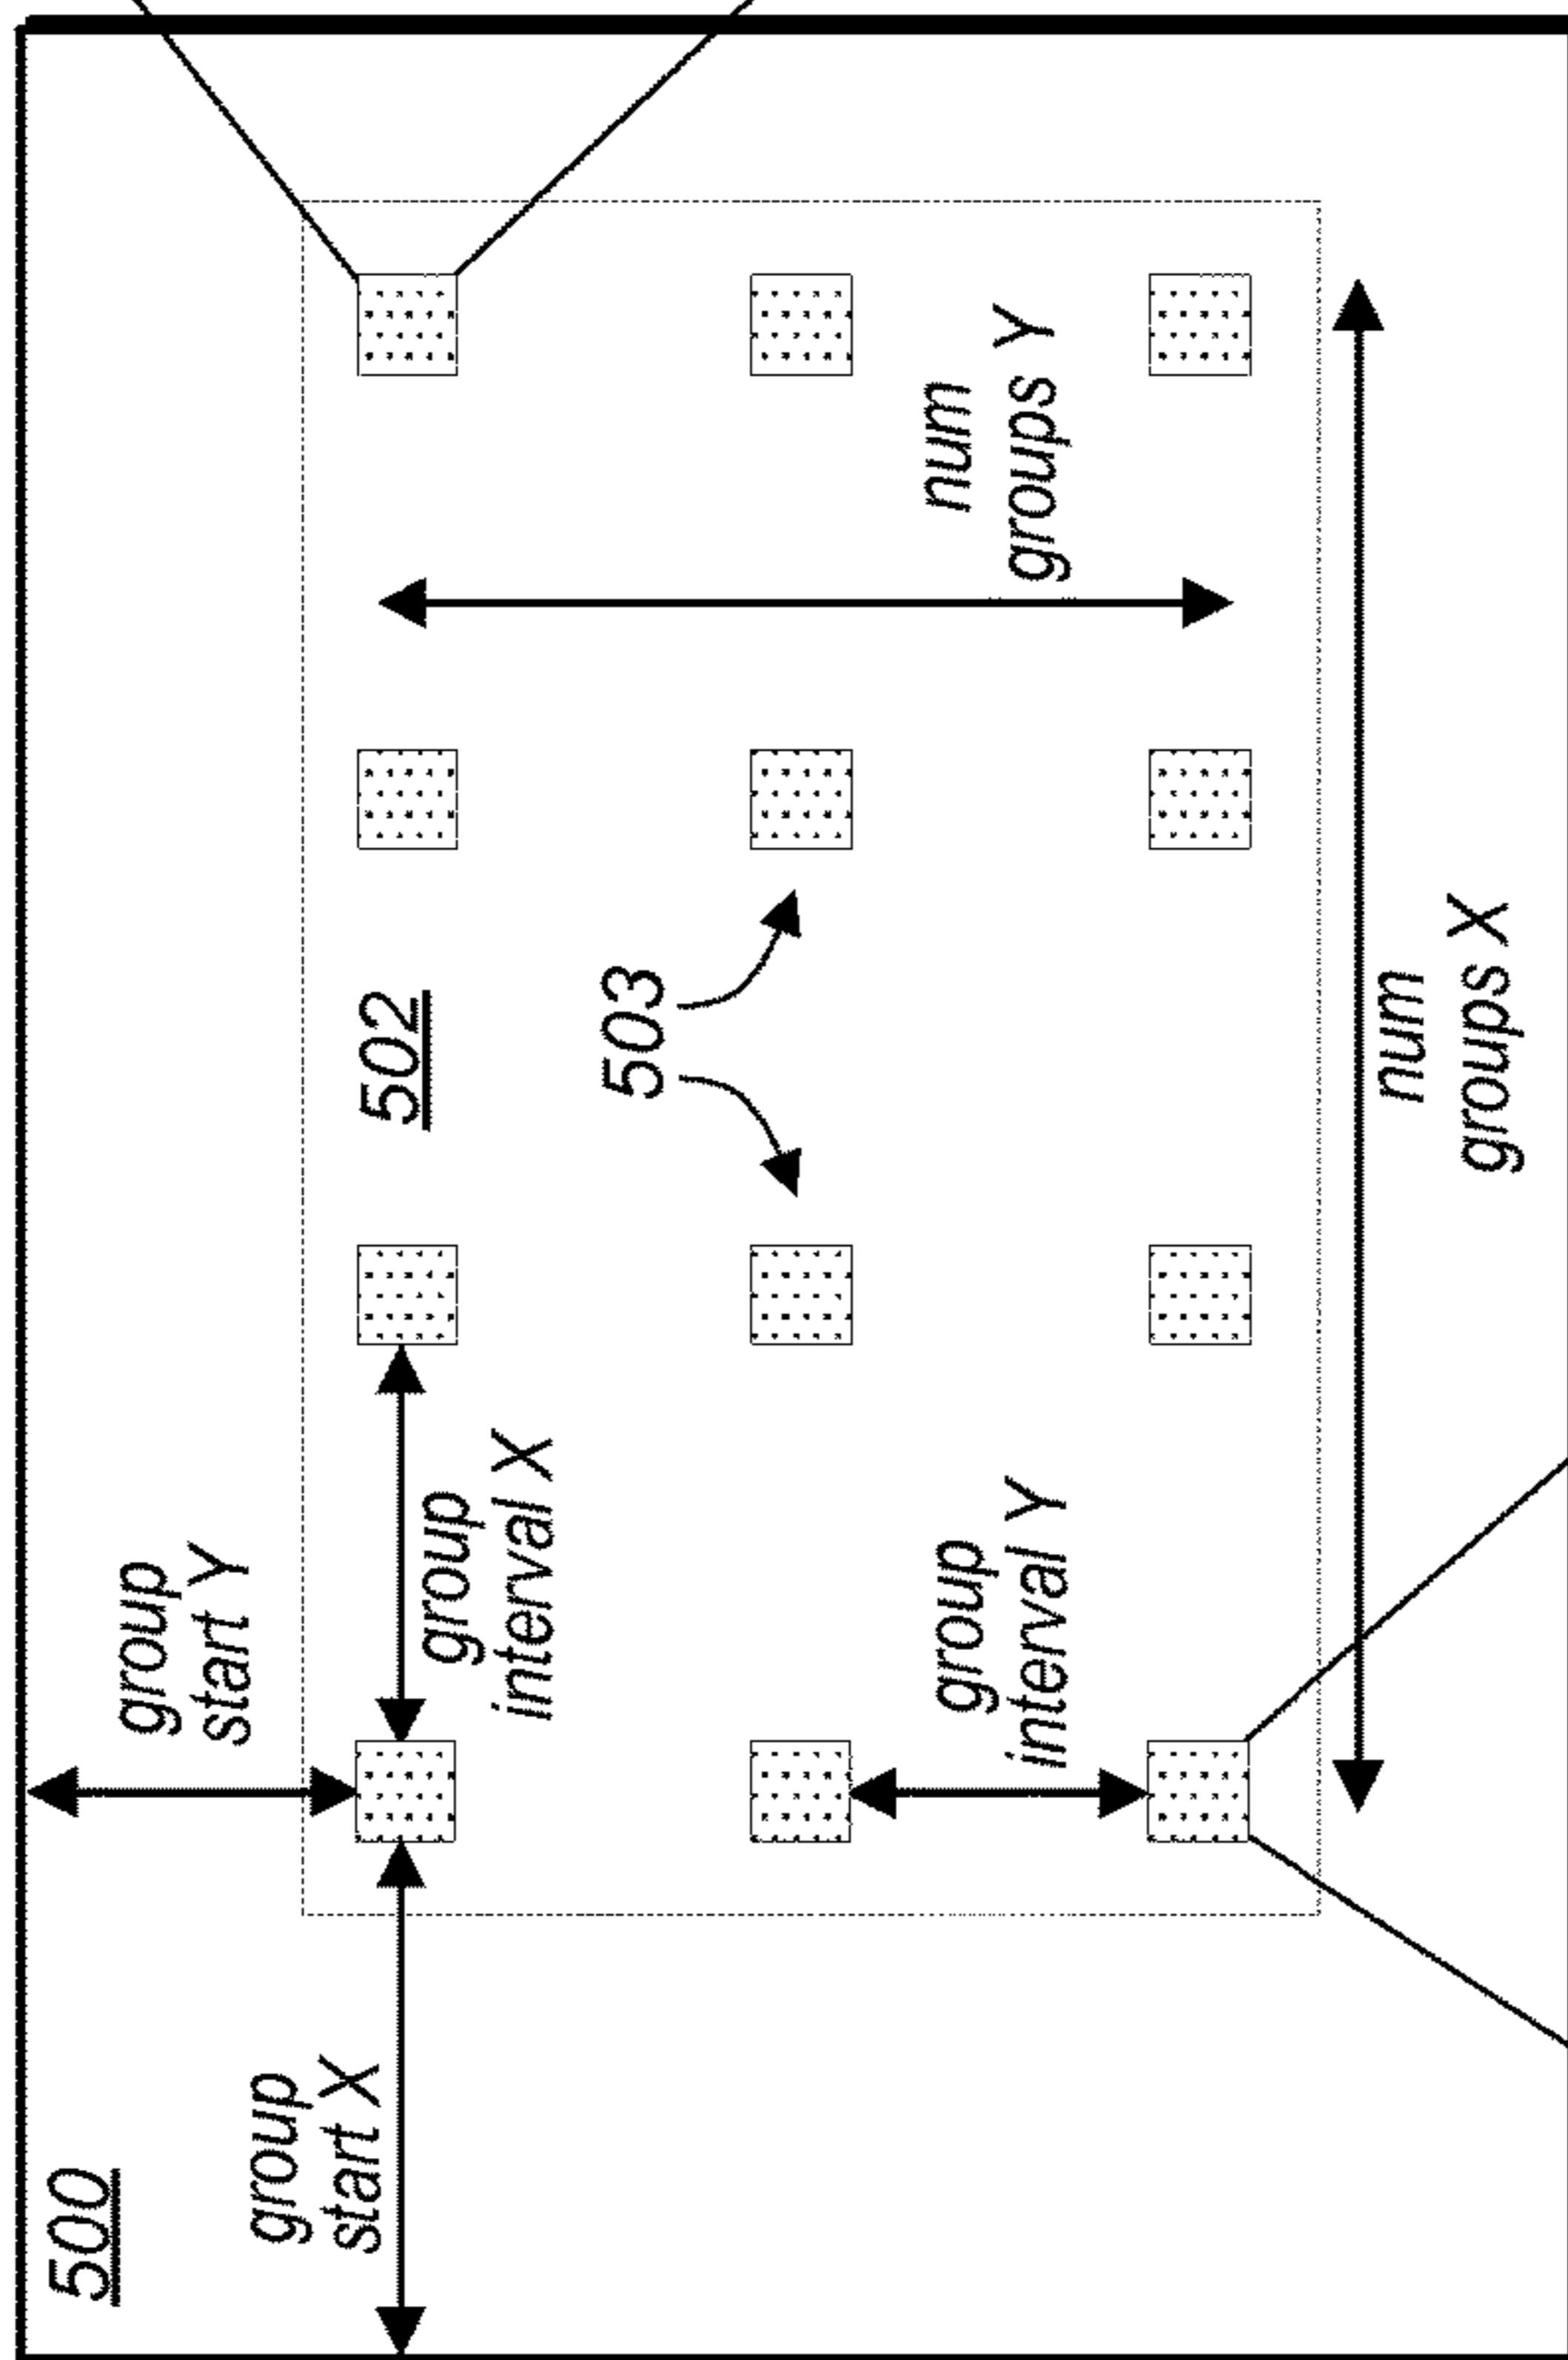 500
group
start X
group
start Y
group
interval X
502
503
group
interval Y
num
groups Y
num
groups X